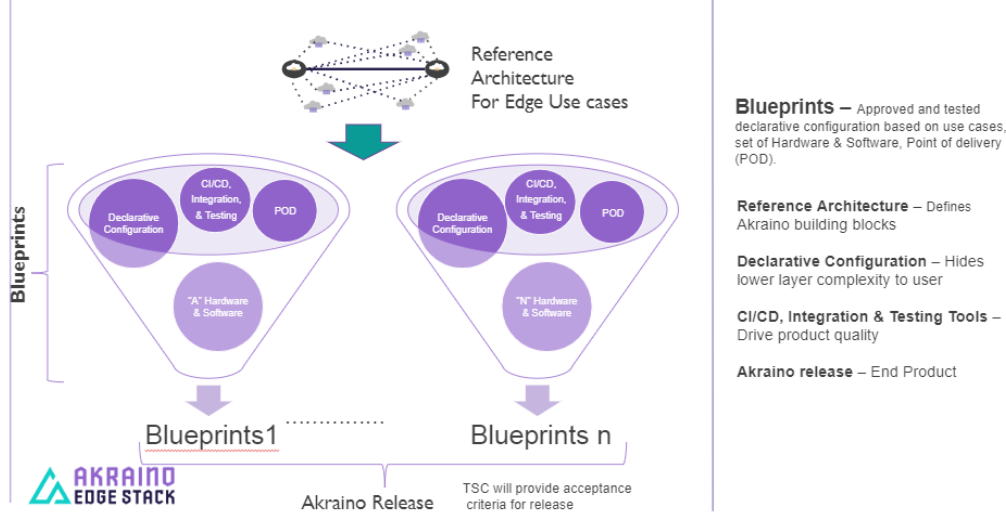 Reference
Architecture
For Edge Use cases
Blueprints
CI/CD,
Integration,
& Testing
Declarative
Configuration
POD
"A" Hardware
& Software
CI/CD,
Integration,
& Testing
Declarative
Configuration
POD
"N" Hardware
& Software
Blueprints1
Blueprints n
AKRAINO
EDGE STACK
Akraino Release
TSC will provide acceptance
criteria for release
Blueprints – Approved and tested
declarative configuration based on use cases,
set of Hardware & Software, Point of delivery
(POD).
Reference Architecture – Defines
Akraino building blocks
Declarative Configuration – Hides
lower layer complexity to user
CI/CD, Integration & Testing Tools –
Drive product quality
Akraino release – End Product